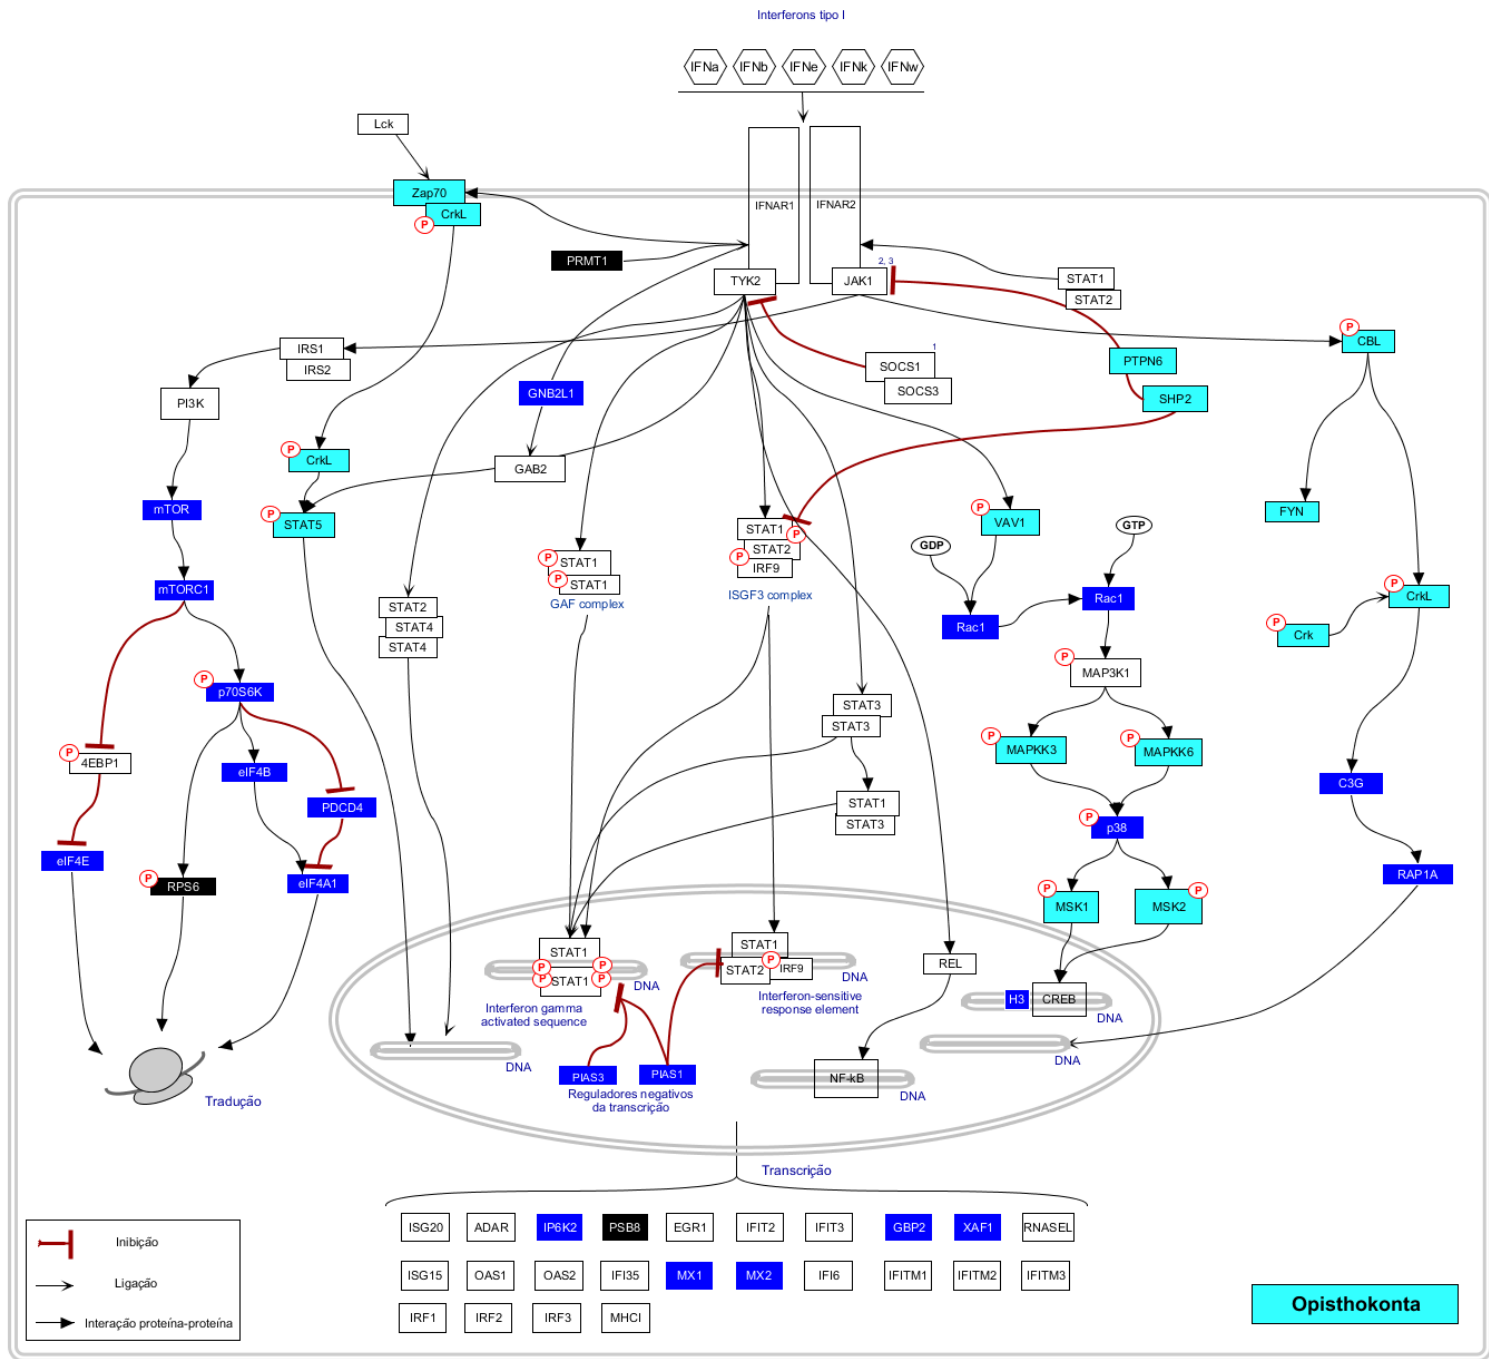 Interferons tipo I
IFNa IFNb IFNe IFNk IFNw
Lck
Zap70
CrkL
P
IFNAR1 IFNAR2
PRMT1
2, 3
TYK2 JAK1
STAT1
STAT2
IRS1
IRS2
SOCS1
1
SOCS3
P
CBL
PTPN6
SHP2
GNB2L1
PI3K
P
CrkL
GAB2
mTOR
P
STAT5
STAT1
P
STAT2
P
IRF9
ISGF3 complex
P
VAV1
FYN
GDP
GTP
P
STAT1
P
STAT1
GAF complex
mTORC1
STAT2
STAT4
STAT4
Rac1
Rac1
P
CrkL
P
Crk
P
MAP3K1
P
p70S6K
STAT3
STAT3
P
MAPKK3
P
MAPKK6
P
4EBP1
eIF4B
PDCD4
C3G
STAT1
STAT3
P
p38
eIF4E
P
RPS6
eIF4A1
RAP1A
P
MSK1
P
MSK2
STAT1
P P
P P
STAT1
DNA
Interferon gamma
activated sequence
STAT1
P
STAT2
IRF9
DNA
Interferon-sensitive
response element
REL
H3 CREB
DNA
DNA
DNA
PIAS3 PIAS1
Reguladores negativos
da transcrição
NF-kB
DNA
Tradução
Transcrição
ISG20 ADAR IP6K2 PSB8 EGR1 IFIT2 IFIT3 GBP2 XAF1 RNASEL
ISG15 OAS1 OAS2 IFI35 MX1 MX2 IFI6 IFITM1 IFITM2 IFITM3
IRF1 IRF2 IRF3 MHCI
Inibição
Ligação
Interação proteína-proteína
Opisthokonta